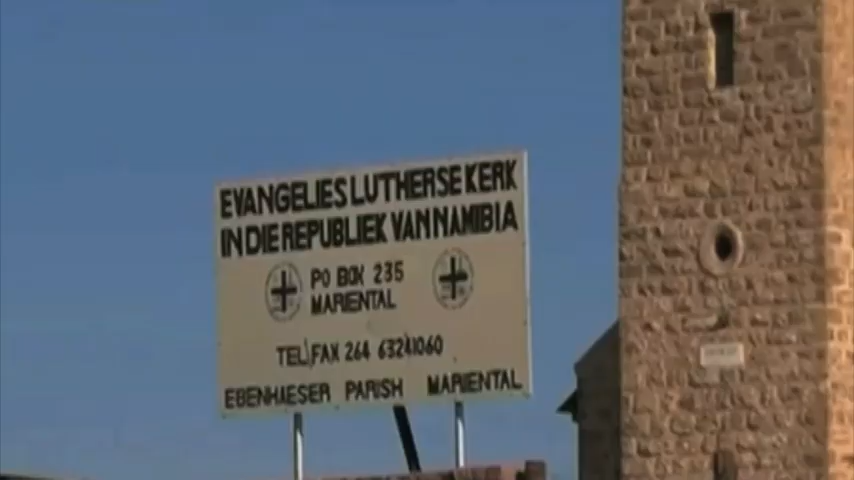 EVANGELIES LUTHERSE KERK
IN DIE REPUBLIEK VAN NAMIBIA
PO BOX 235
MARIENTAL
TEL/FAX 264 63241060
EBENHAESER PARISH MARIENTAL